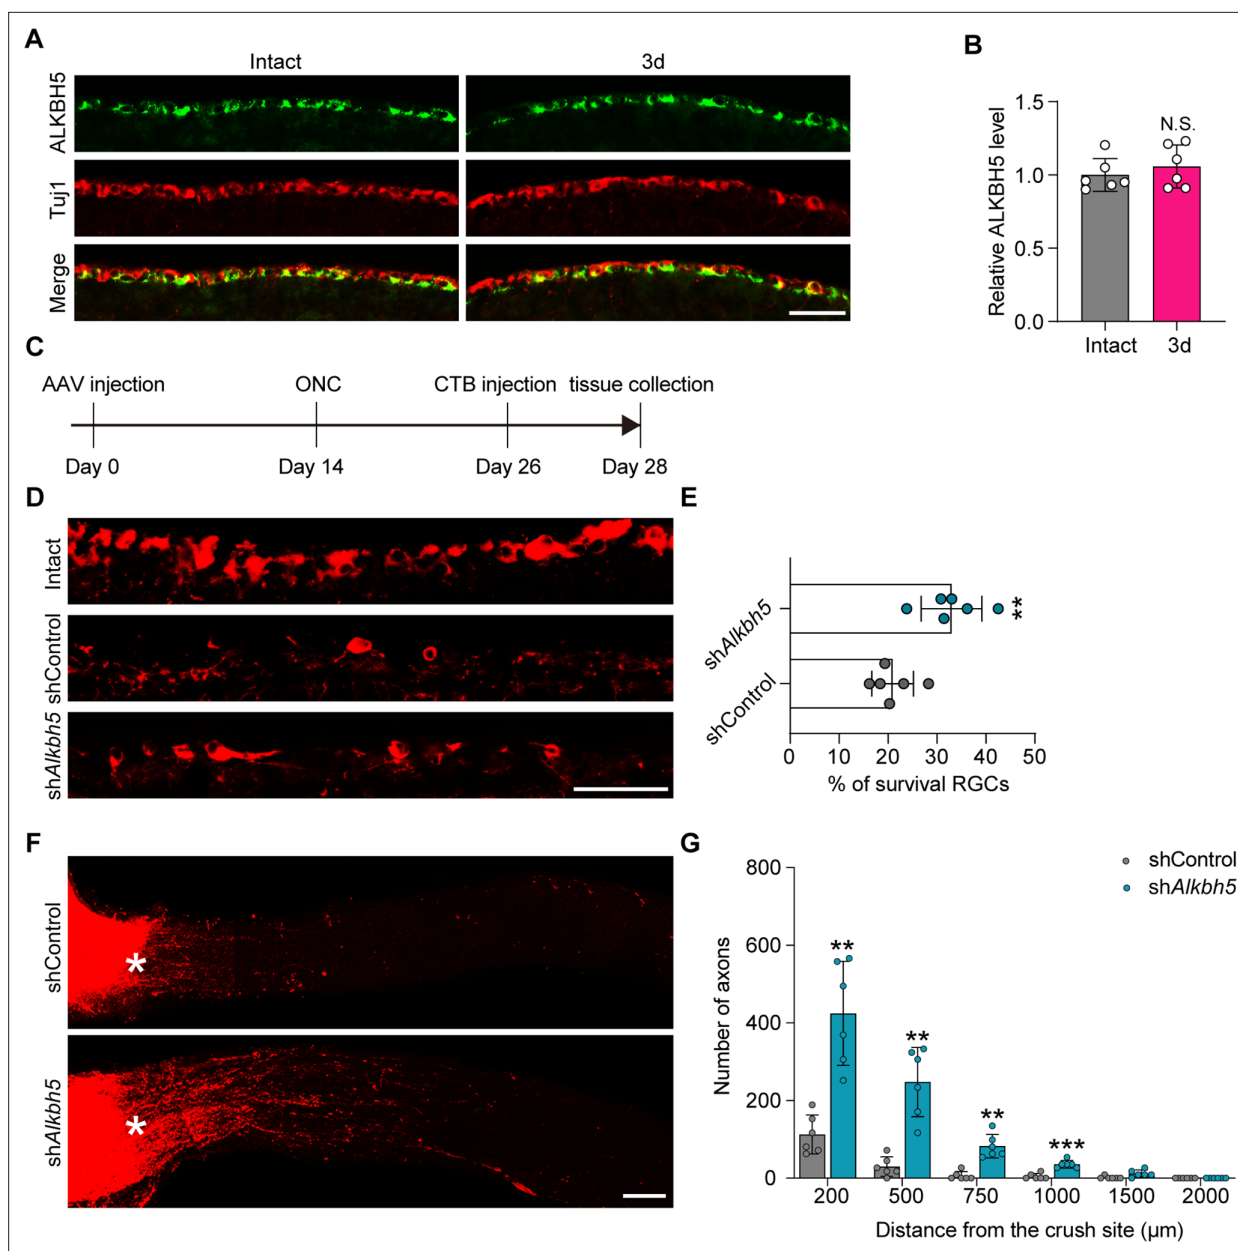 A
Intact
3d
ALKBH5
Tuj1
Merge
B
Relative ALKBH5 level
1.5
1.0
0.5
0.0
N.S.
Intact
3d
C
AAV injection
ONC
CTB injection
tissue collection
Day 0
Day 14
Day 26
Day 28
D
Intact
shControl
shAlkbh5
E
shAlkbh5
shControl
**
0
10
20
30
40
50
% of survival RGCs
F
shControl
*
shAlkbh5
*
G
shControl
shAlkbh5
Number of axons
800
600
400
200
0
**
**
**
***
200
500
750
1000
1500
2000
Distance from the crush site (µm)